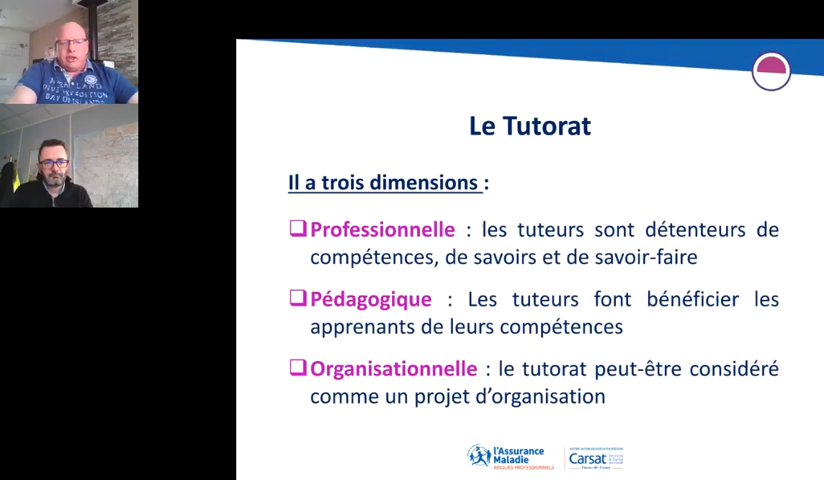 Le Tutorat
Il a trois dimensions :
Professionnelle : les tuteurs sont détenteurs de
compétences, de savoirs et de savoir-faire
Pédagogique : Les tuteurs font bénéficier les
apprenants de leurs compétences
Organisationnelle : le tutorat peut-être considéré
comme un projet d'organisation
l'Assurance
Maladie
RISQUES PROFESSIONNELS
Carsat